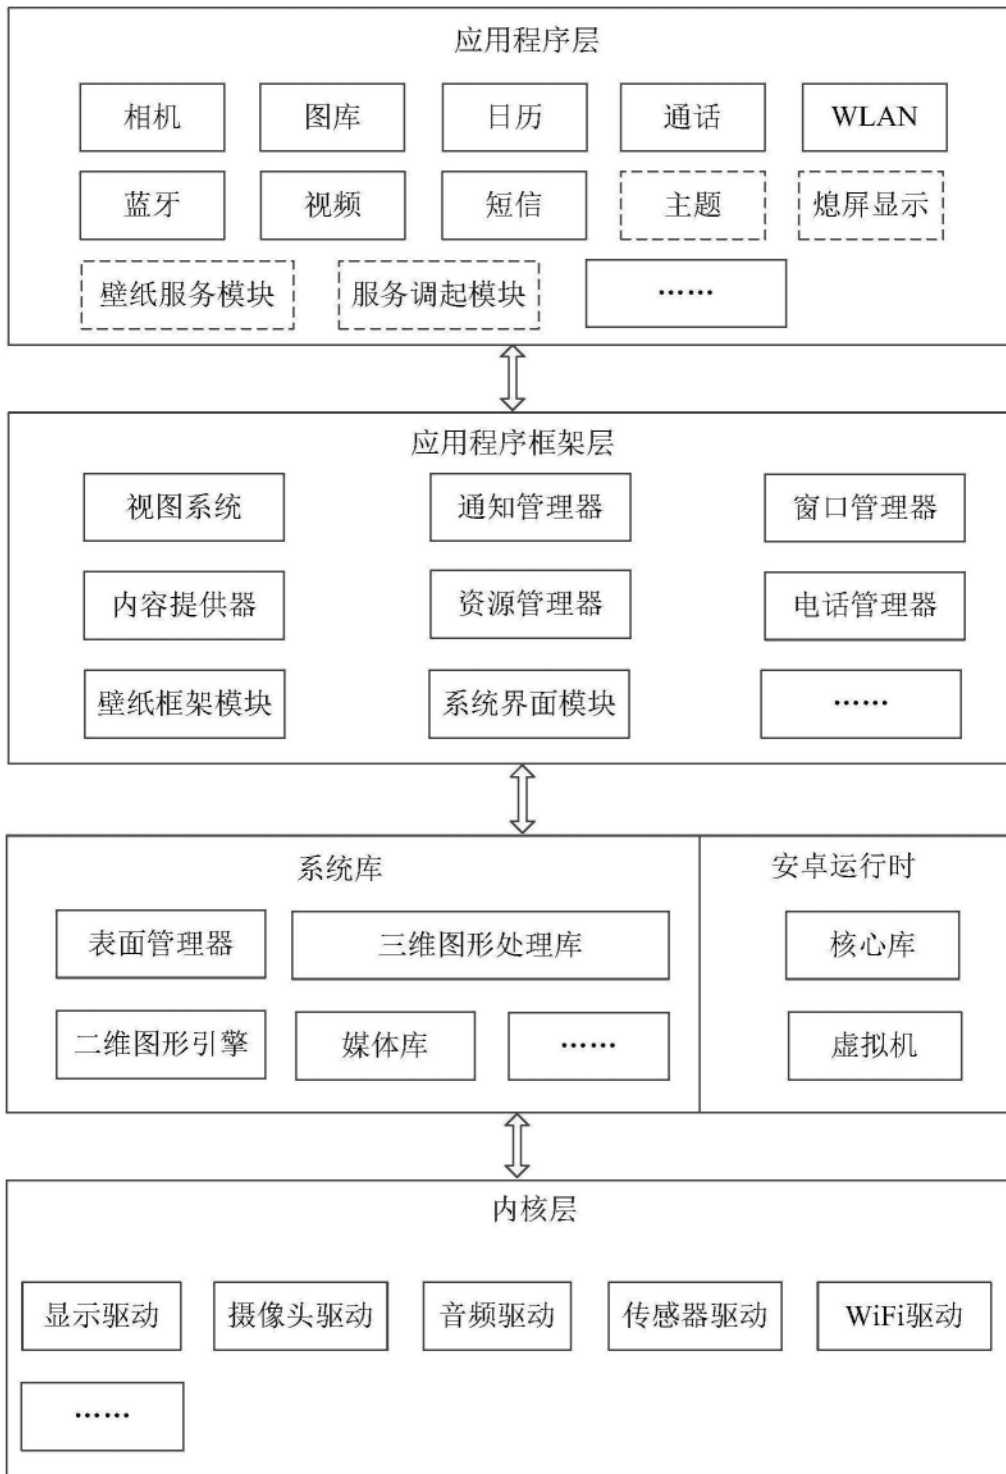 应用程序层
相机 图库 日历 通话 WLAN
蓝牙 视频 短信 主题 熄屏显示
壁纸服务模块 服务调起模块 ……
应用程序框架层
视图系统 通知管理器 窗口管理器
内容提供器 资源管理器 电话管理器
壁纸框架模块 系统界面模块 ……
系统库 安卓运行时
表面管理器 三维图形处理库 核心库
二维图形引擎 媒体库 …… 虚拟机
内核层
显示驱动 摄像头驱动 音频驱动 传感器驱动 WiFi驱动
……